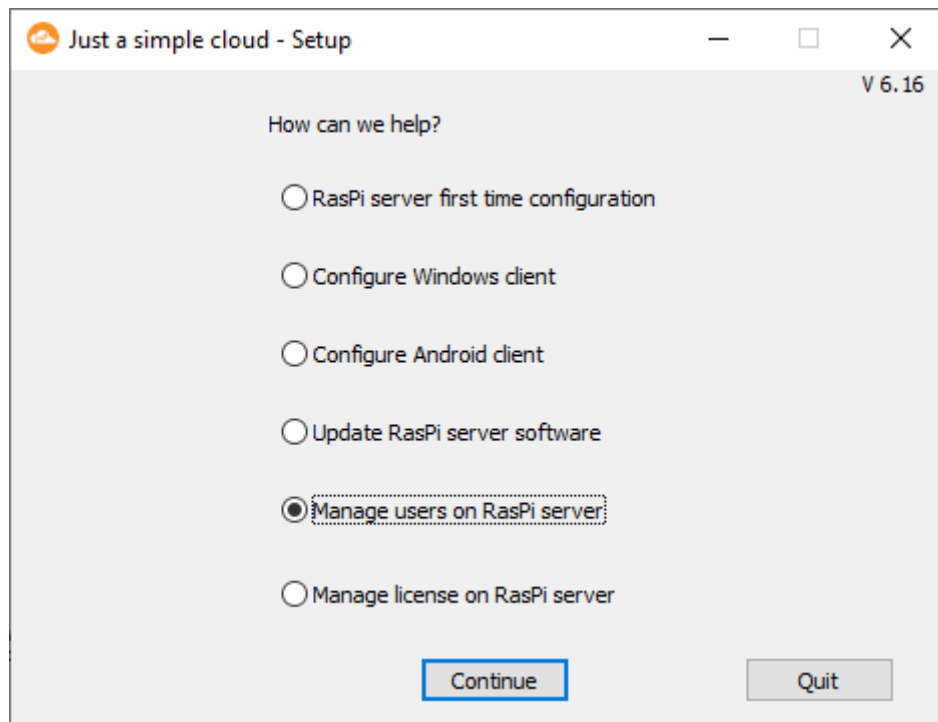 Just a simple cloud - Setup
V 6.16
How can we help?
RasPi server first time configuration
Configure Windows client
Configure Android client
Update RasPi server software
Manage users on RasPi server
Manage license on RasPi server
Continue
Quit